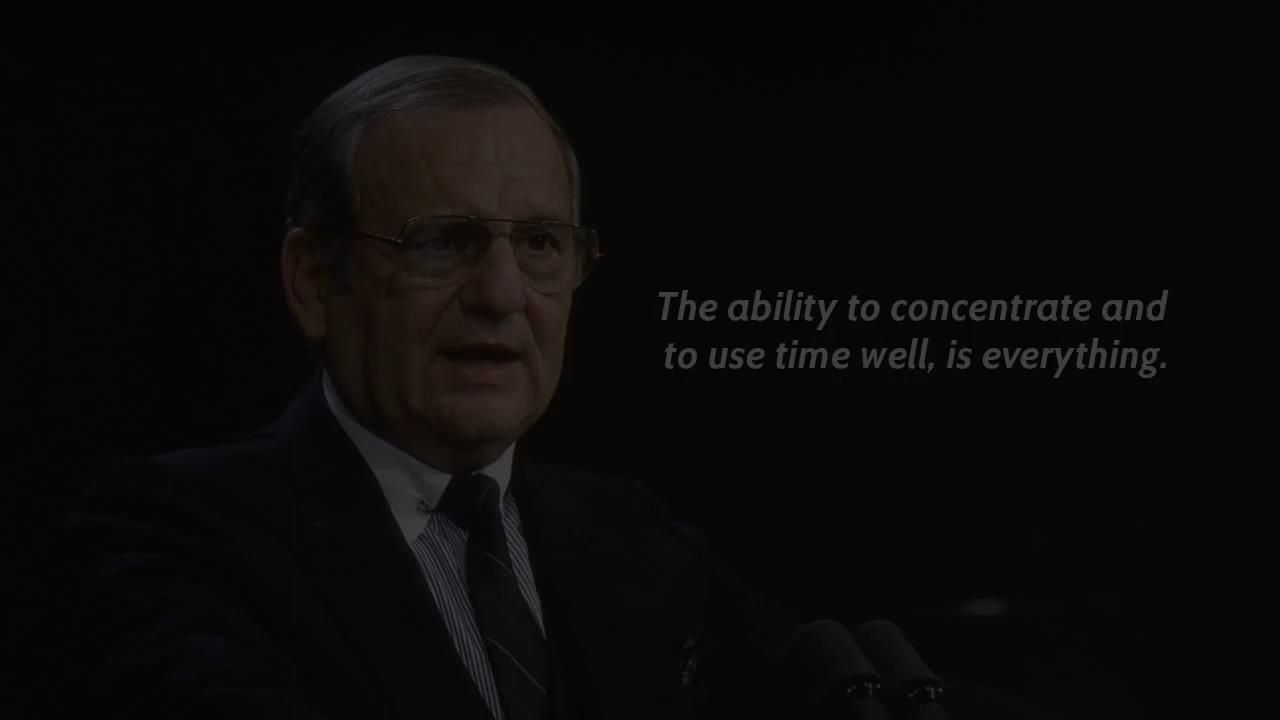 The ability to concentrate and
to use time well, is everything.